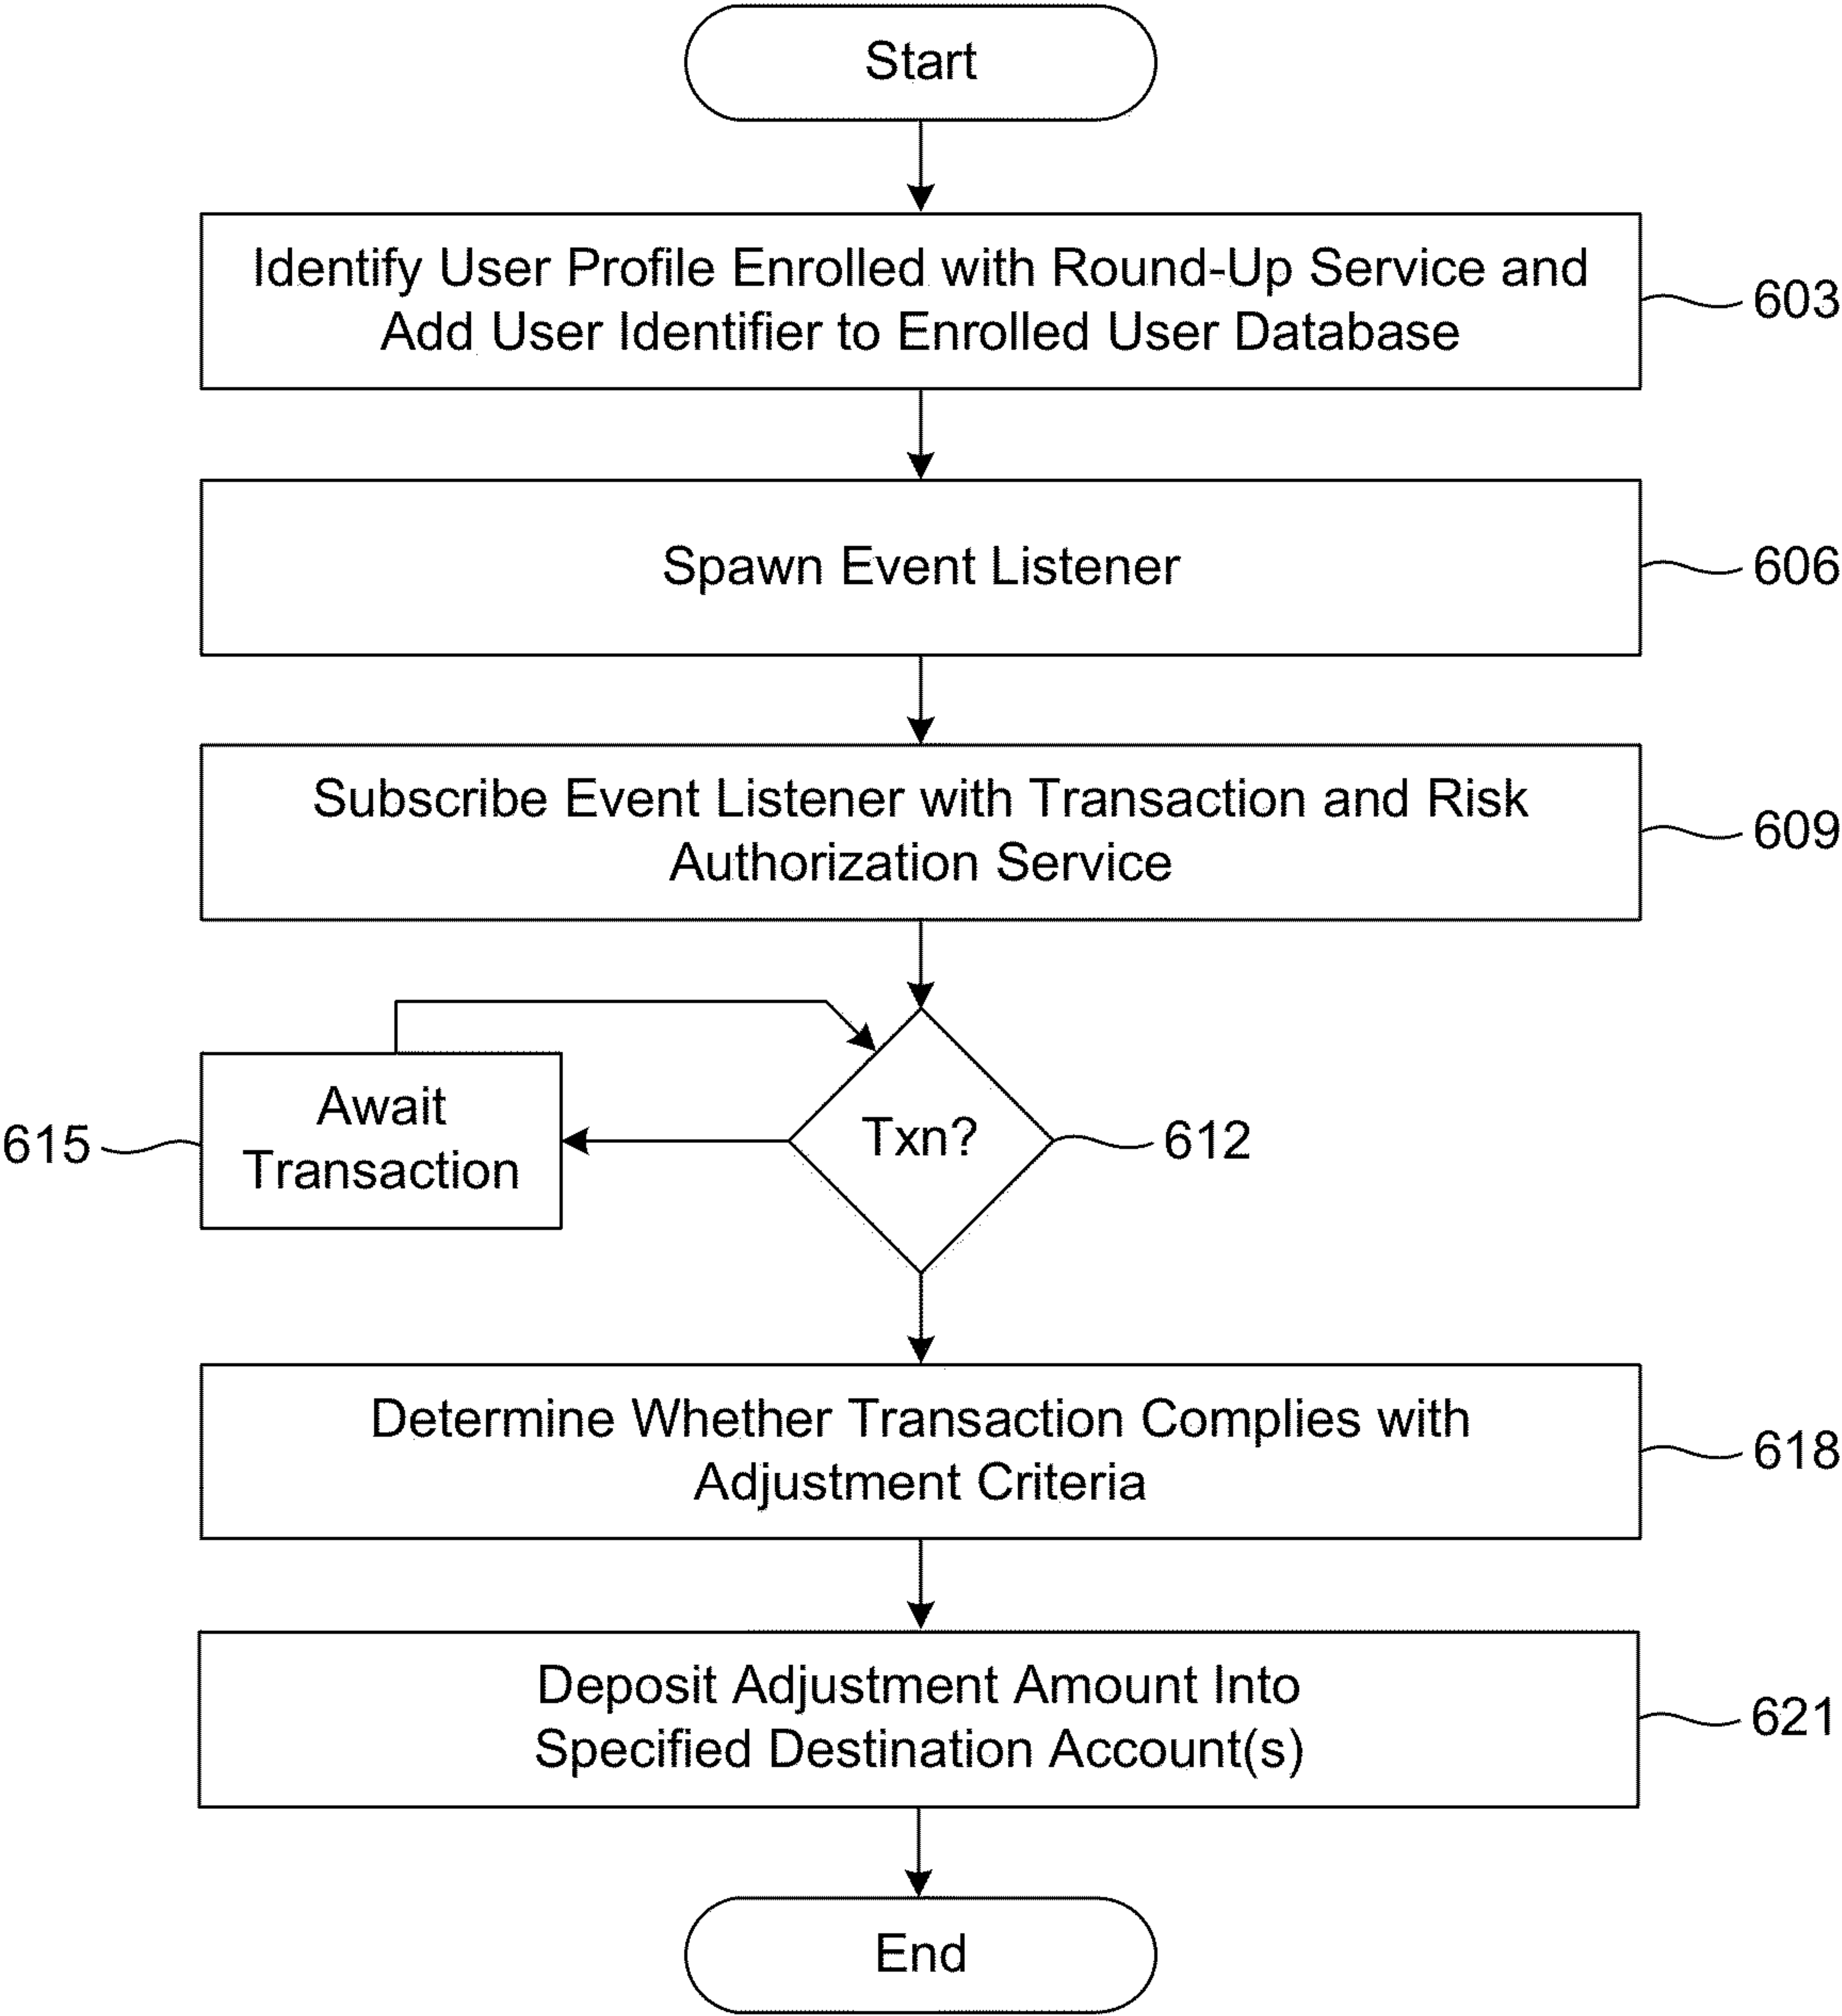 Start
Identify User Profile Enrolled with Round-Up Service and
Add User Identifier to Enrolled User Database
603
Spawn Event Listener
606
Subscribe Event Listener with Transaction and Risk
Authorization Service
609
Await
Transaction
615
Txn?
612
Determine Whether Transaction Complies with
Adjustment Criteria
618
Deposit Adjustment Amount Into
Specified Destination Account(s)
621
End